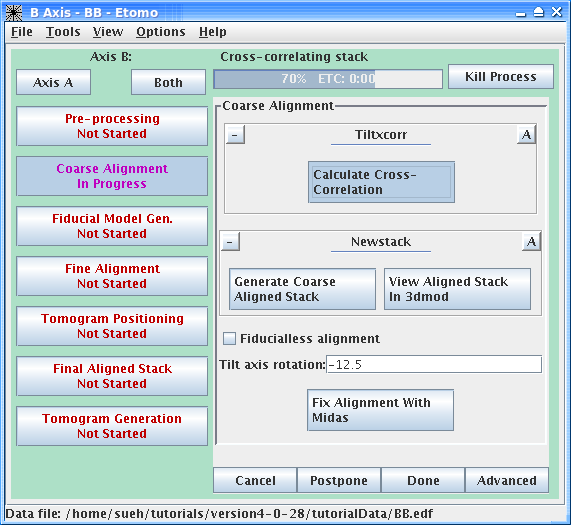 B Axis - BB - Etomo
File Tools View Options Help
Axis B:
Cross-correlating stack
Axis A
Both
70% ETC: 0:00
Kill Process
Pre-processing
Not Started
Coarse Alignment
In Progress
Fiducial Model Gen.
Not Started
Fine Alignment
Not Started
Tomogram Positioning
Not Started
Final Aligned Stack
Not Started
Tomogram Generation
Not Started
Coarse Alignment
- Tiltxcorr A
Calculate Cross-
Correlation
- Newstack A
Generate Coarse
Aligned Stack
View Aligned Stack
In 3dmod
Fiducialless alignment
Tilt axis rotation: -12.5
Fix Alignment With
Midas
Cancel Postpone Done Advanced
Data file: /home/sueh/tutorials/version4-0-28/tutorialData/BB.edf